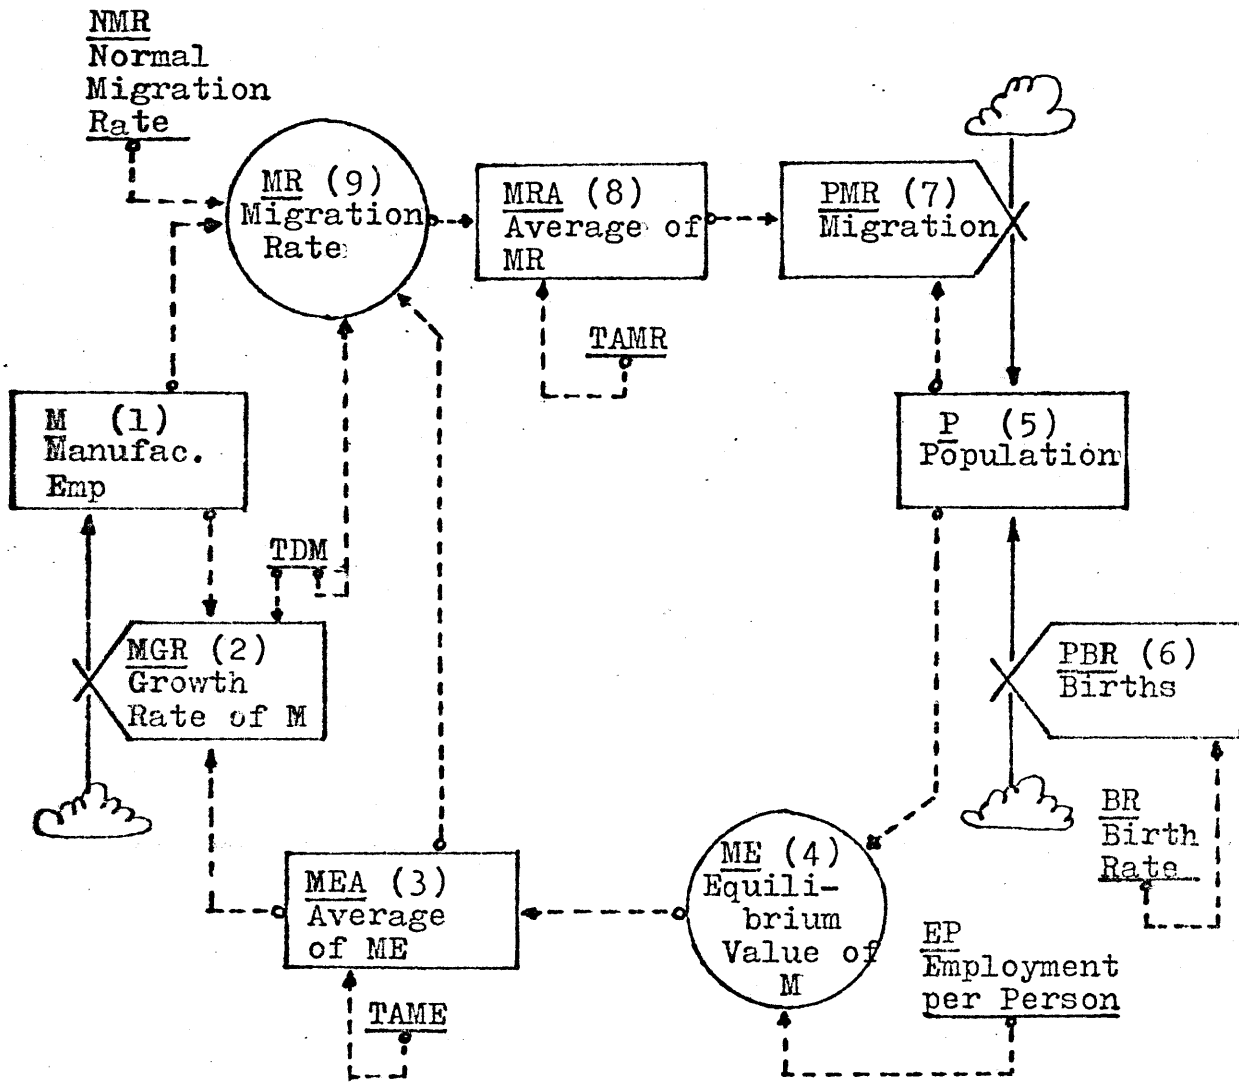 NMR
Normal
Migration
Rate
MR (9)
Migration
Rate
MRA (8)
Average of
MR
PMR (7)
Migration
TAMR
M (1)
Manufac.
Emp
P (5)
Population
TDM
MGR (2)
Growth
Rate of M
PBR (6)
Births
BR
Birth
Rate
MEA (3)
Average
of ME
ME (4)
Equili-
brium
Value of
M
EP
Employment
per Person
TAME